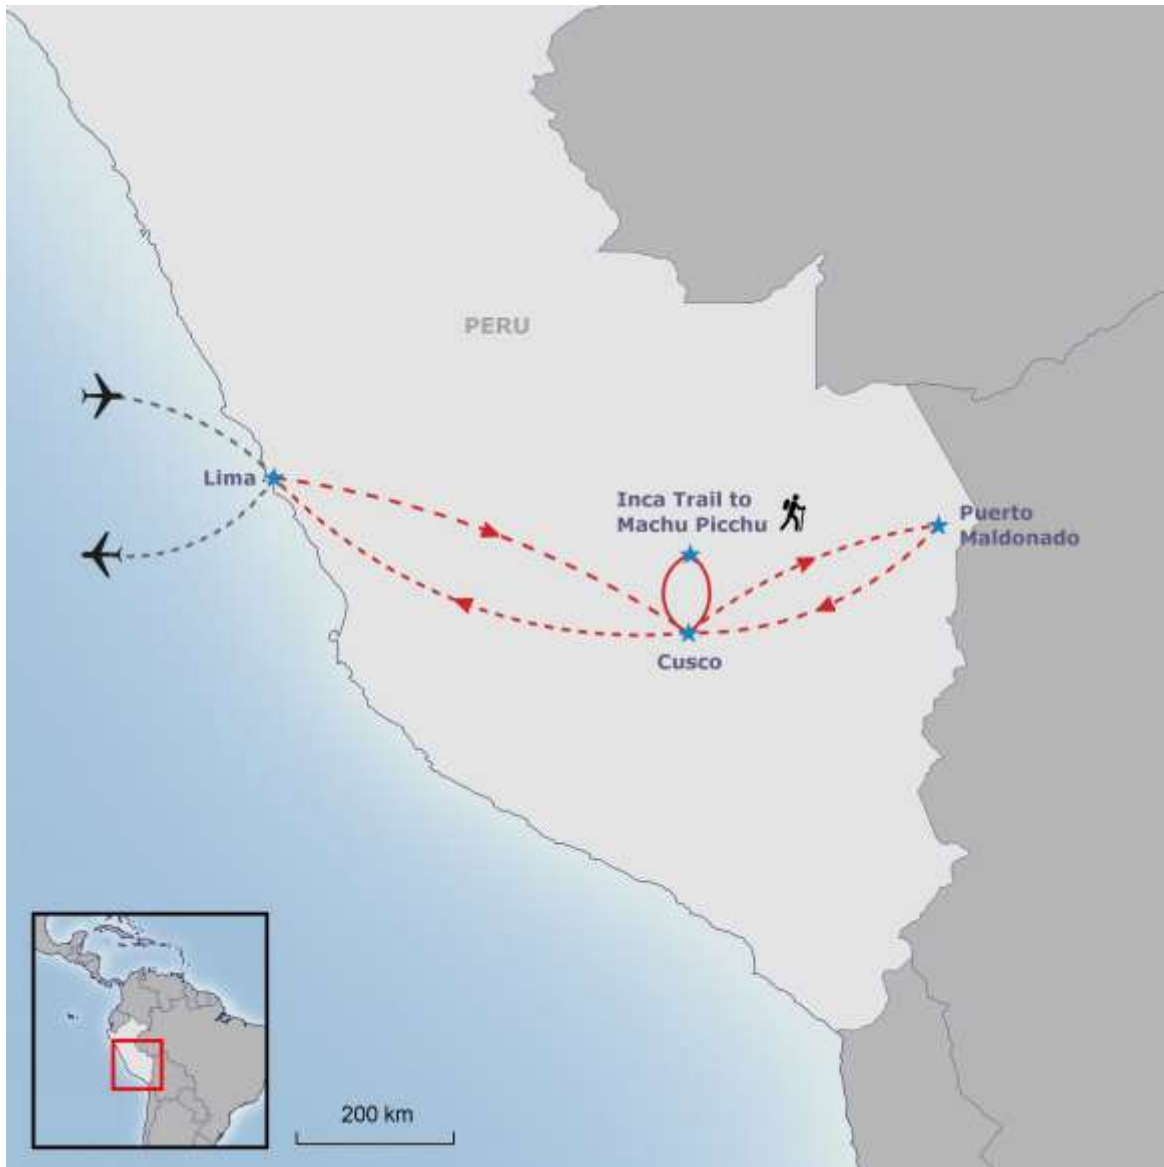 PERU
Lima
Inca Trail to
Machu Picchu
Puerto
Maldonado
Cusco
200 km